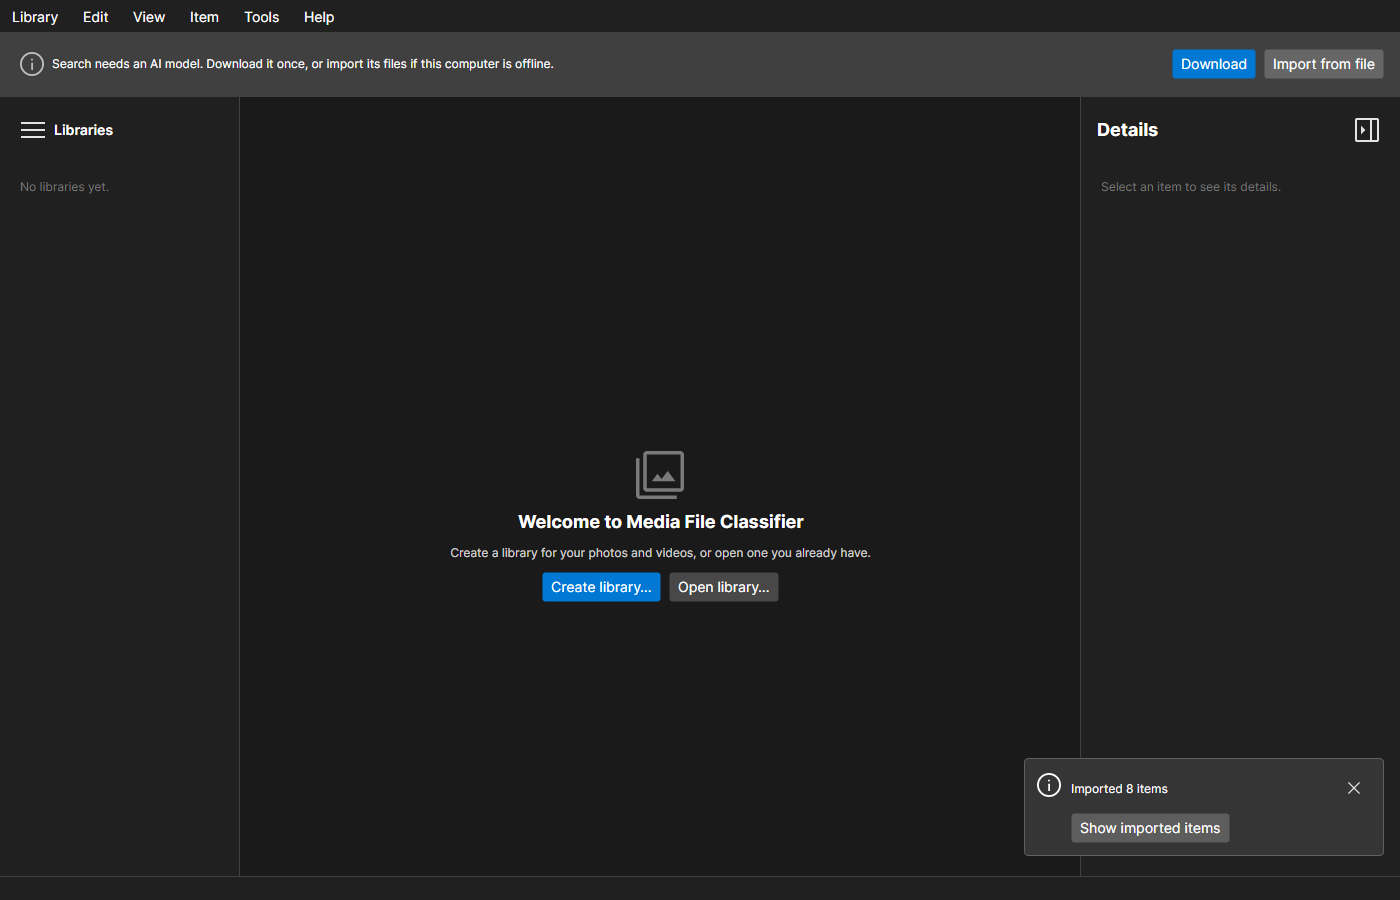 Library Edit View Item Tools Help
Search needs an AI model. Download it once, or import its files if this computer is offline.
Download
Import from file
Libraries
No libraries yet.
Details
Select an item to see its details.
Welcome to Media File Classifier
Create a library for your photos and videos, or open one you already have.
Create library...
Open library...
Imported 8 items
Show imported items